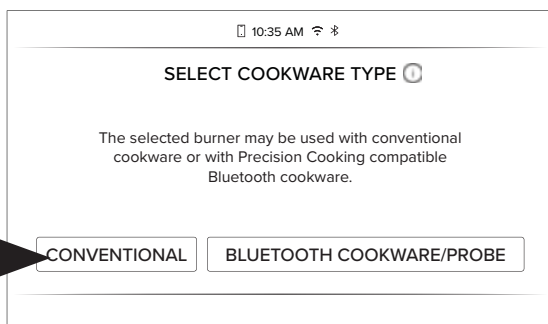 10:35 AM
SELECT COOKWARE TYPE
The selected burner may be used with conventional
cookware or with Precision Cooking compatible
Bluetooth cookware.
CONVENTIONAL BLUETOOTH COOKWARE/PROBE